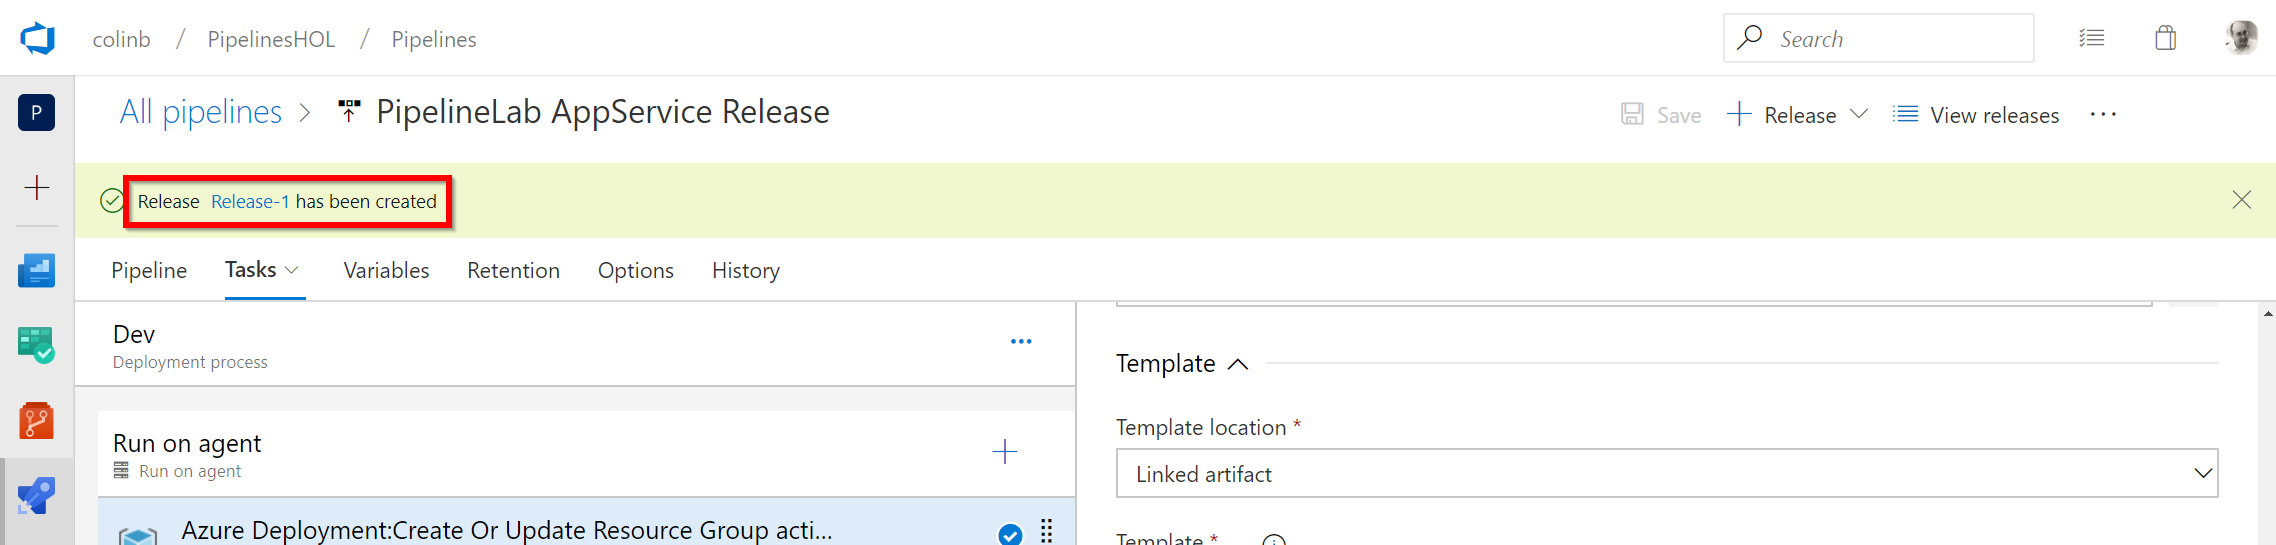 colinb / PipelinesHOL / Pipelines
Search
P
All pipelines > PipelineLab AppService Release
Save + Release View releases ...
Release Release-1 has been created
Pipeline Tasks Variables Retention Options History
Dev
Deployment process
Template
Template location *
Run on agent
Run on agent
Linked artifact
Azure Deployment:Create Or Update Resource Group acti...
Template *